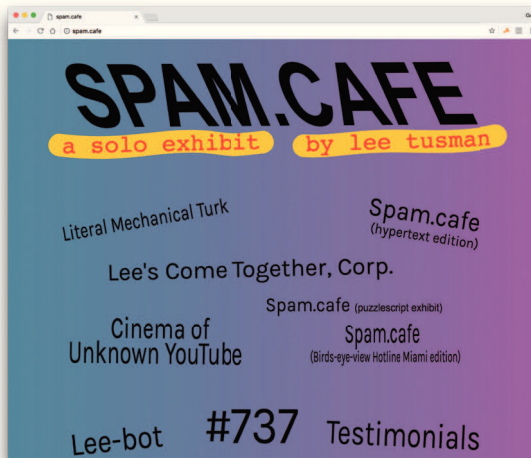 spam.cafe
spam.cafe
SPAM.CAFE
a solo exhibit by lee tusman
Literal Mechanical Turk
Spam.cafe
(hypertext edition)
Lee's Come Together, Corp.
Spam.cafe (puzzlescript exhibit)
Cinema of
Unknown YouTube
Spam.cafe
(Birds-eye-view Hotline Miami edition)
Lee-bot
#737
Testimonials